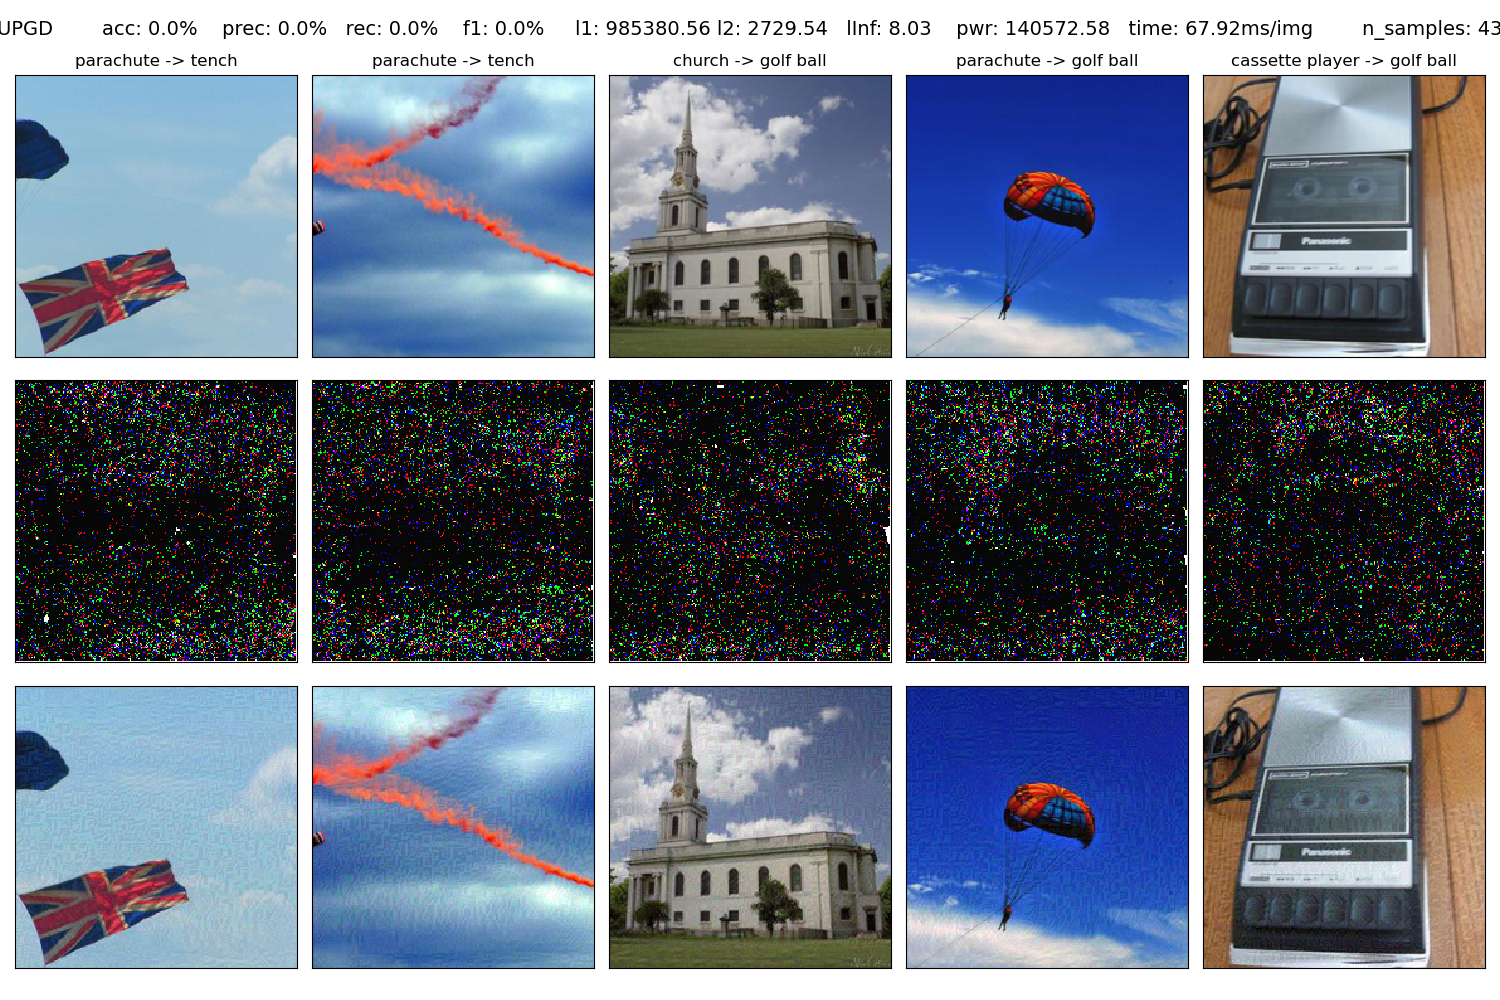 UPGD acc: 0.0% prec: 0.0% rec: 0.0% f1: 0.0% l1: 985380.56 l2: 2729.54 lInf: 8.03 pwr: 140572.58 time: 67.92ms/img n_samples: 43
parachute -> tench
parachute -> tench
church -> golf ball
parachute -> golf ball
cassette player -> golf ball
Panasonic
Panasonic